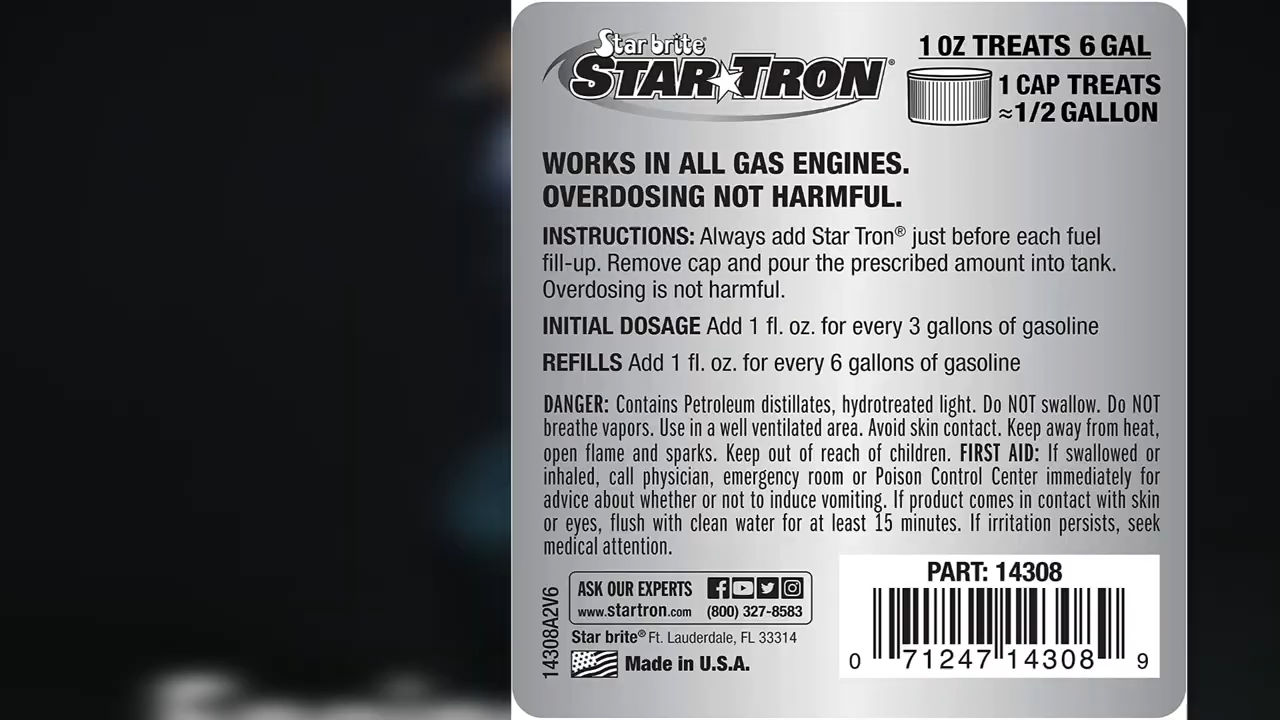 Star brite®
STAR TRON®
1 OZ TREATS 6 GAL
1 CAP TREATS
≈1/2 GALLON
WORKS IN ALL GAS ENGINES.
OVERDOSING NOT HARMFUL.
INSTRUCTIONS: Always add Star Tron® just before each fuel
fill-up. Remove cap and pour the prescribed amount into tank.
Overdosing is not harmful.
INITIAL DOSAGE Add 1 fl. oz. for every 3 gallons of gasoline
REFILLS Add 1 fl. oz. for every 6 gallons of gasoline
DANGER: Contains Petroleum distillates, hydrotreated light. Do NOT swallow. Do NOT
breathe vapors. Use in a well ventilated area. Avoid skin contact. Keep away from heat,
open flame and sparks. Keep out of reach of children. FIRST AID: If swallowed or
inhaled, call physician, emergency room or Poison Control Center immediately for
advice about whether or not to induce vomiting. If product comes in contact with skin
or eyes, flush with clean water for at least 15 minutes. If irritation persists, seek
medical attention.
14308A2V6
ASK OUR EXPERTS
www.startron.com (800) 327-8583
Star brite® Ft. Lauderdale, FL 33314
Made in U.S.A.
PART: 14308
0 71247 14308 9